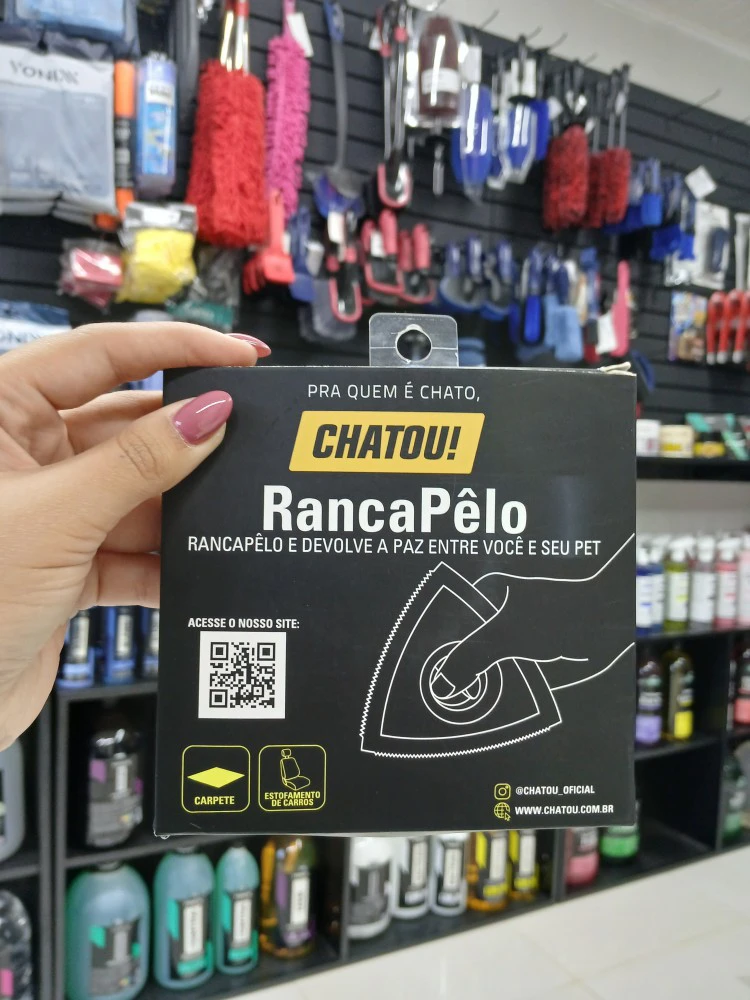 VONIXX
PRA QUEM É CHATO,
CHATOU!
RancaPêlo
RANCAPÊLO E DEVOLVE A PAZ ENTRE VOCÊ E SEU PET
ACESSE O NOSSO SITE:
CARPETE
ESTOFAMENTO
DE CARROS
@CHATOU_OFICIAL
WWW.CHATOU.COM.BR